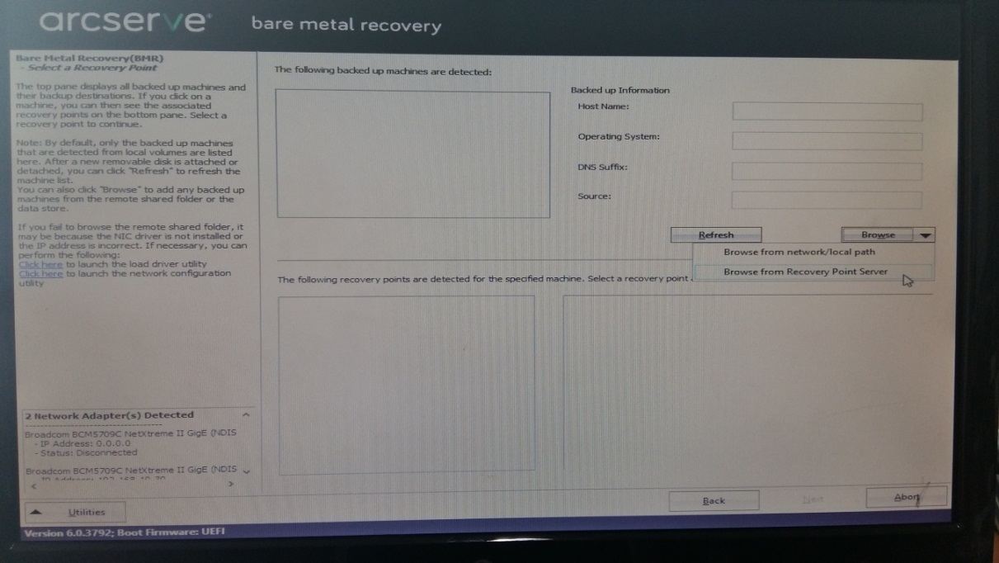 arcserve
bare metal recovery
Bare Metal Recovery(BMR)
- Select a Recovery Point
The top pane displays all backed up machines and
their backup destinations. If you click on a
machine, you can then see the associated
recovery points on the bottom pane. Select a
recovery point to continue.
Note: By default, only the backed up machines
that are detected from local volumes are listed
here. After a new removable disk is attached or
detached, you can click "Refresh" to refresh the
machine list.
You can also click "Browse" to add any backed up
machines from the remote shared folder or the
data store.
If you fail to browse the remote shared folder, it
may be because the NIC driver is not installed or
the IP address is incorrect. If necessary, you can
perform the following:
Click here to launch the load driver utility
Click here to launch the network configuration
utility
2 Network Adapter(s) Detected
Broadcom BCM5709C NetXtreme II GigE (NDIS
- IP Address: 0.0.0.0
- Status: Disconnected
Broadcom BCM5709C NetXtreme II GigE (NDIS
Utilities
Version 6.0.3792; Boot Firmware: UEFI
The following backed up machines are detected:
Backed up Information
Host Name:
Operating System:
DNS Suffix:
Source:
Refresh
Browse
Browse from network/local path
Browse from Recovery Point Server
The following recovery points are detected for the specified machine. Select a recovery point
Back
Next
Abort